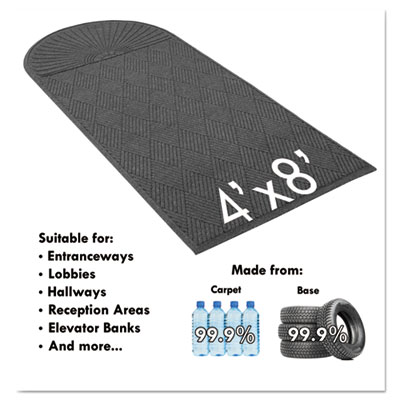 4' x 8'
Suitable for:
• Entranceways
• Lobbies
• Hallways
• Reception Areas
• Elevator Banks
• And more...
Made from:
Carpet
Base
99.9%
99.9%